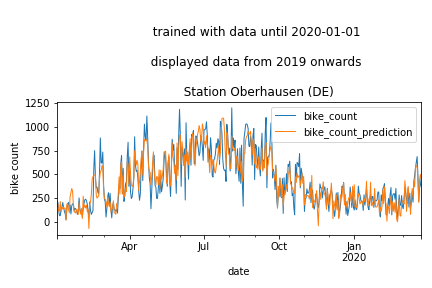 trained with data until 2020-01-01
displayed data from 2019 onwards
Station Oberhausen (DE)
1250
1000
750
500
250
0
bike count
bike_count
bike_count_prediction
Apr
Jul
Oct
Jan
2020
date